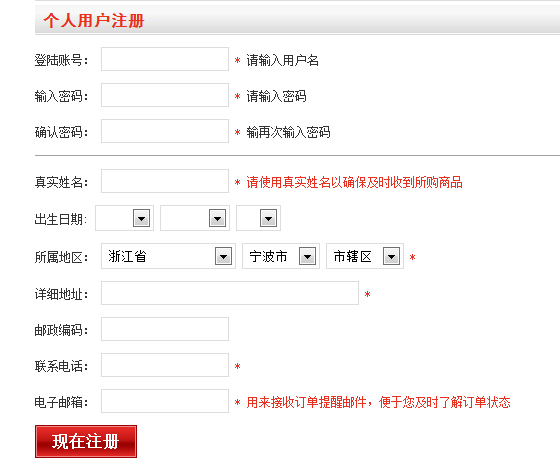 个人用户注册
登陆账号： * 请输入用户名
输入密码： * 请输入密码
确认密码： * 输再次输入密码
真实姓名： * 请使用真实姓名以确保及时收到所购商品
出生日期:
所属地区： 浙江省 宁波市 市辖区 *
详细地址： *
邮政编码：
联系电话： *
电子邮箱： * 用来接收订单提醒邮件，便于您及时了解订单状态
现在注册